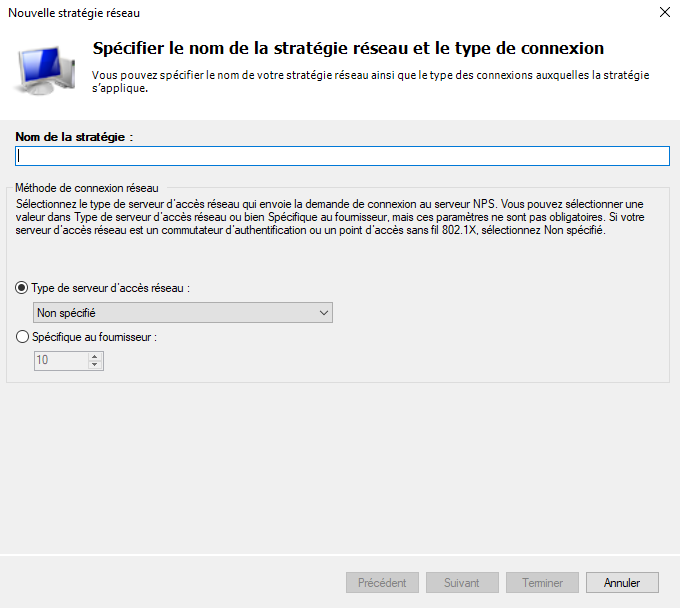 Nouvelle stratégie réseau
Spécifier le nom de la stratégie réseau et le type de connexion
Vous pouvez spécifier le nom de votre stratégie réseau ainsi que le type des connexions auxquelles la stratégie
s'applique.
Nom de la stratégie :
Méthode de connexion réseau
Sélectionnez le type de serveur d'accès réseau qui envoie la demande de connexion au serveur NPS. Vous pouvez sélectionner une
valeur dans Type de serveur d'accès réseau ou bien Spécifique au fournisseur, mais ces paramètres ne sont pas obligatoires. Si votre
serveur d'accès réseau est un commutateur d'authentification ou un point d'accès sans fil 802.1X, sélectionnez Non spécifié.
Type de serveur d'accès réseau :
Non spécifié
Spécifique au fournisseur :
10
Précédent Suivant Terminer Annuler